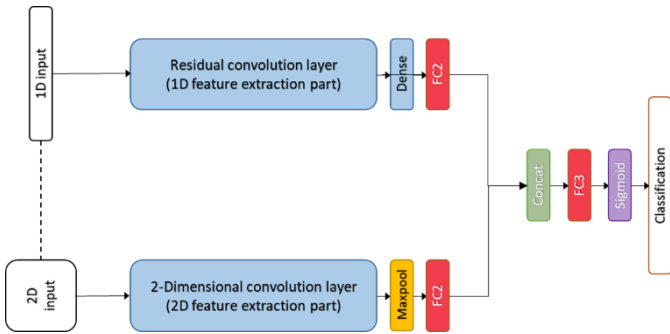 1D input
Residual convolution layer
(1D feature extraction part)
Dense
FC2
Concat
FC3
Sigmoid
Classification
2D
input
2-Dimensional convolution layer
(2D feature extraction part)
Maxpool
FC2